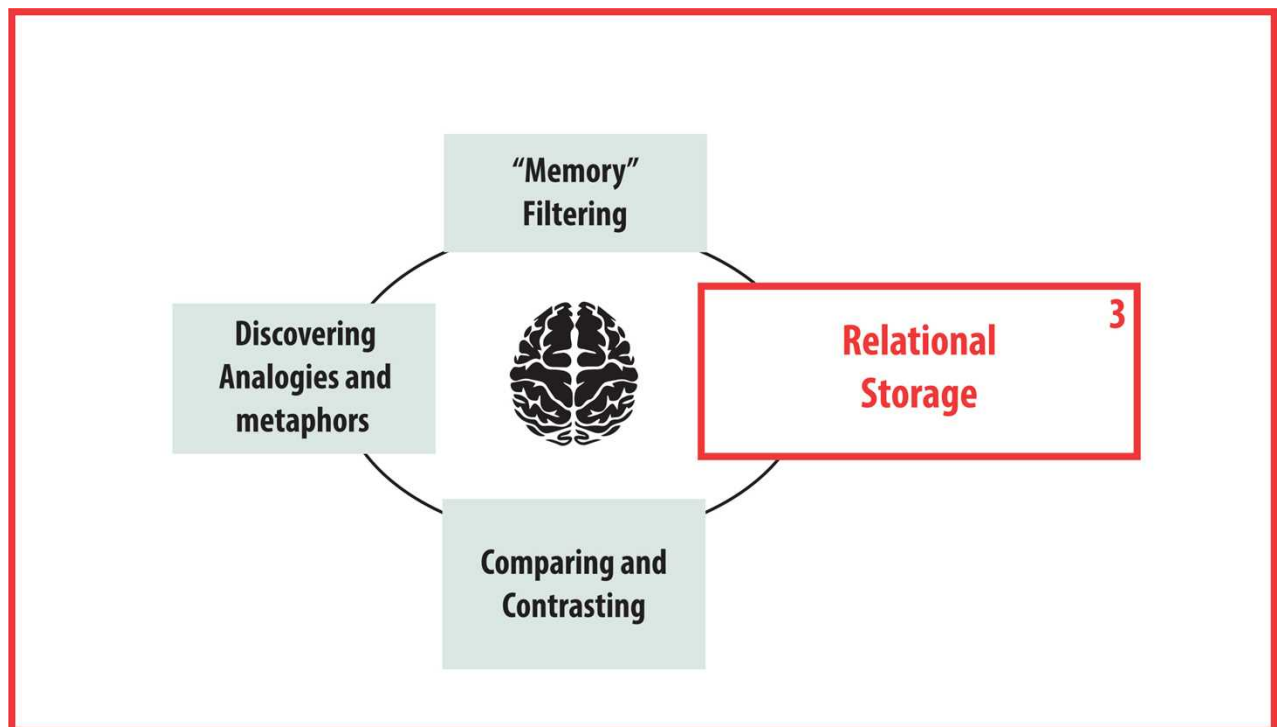 “Memory”
Filtering
Discovering
Analogies and
metaphors
3
Relational
Storage
Comparing and
Contrasting